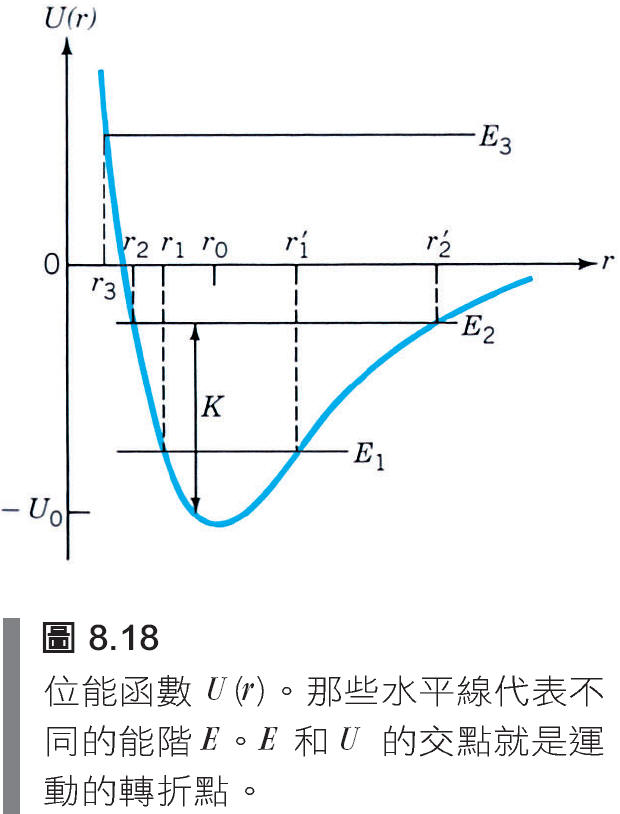 U(r)
E₃
r₂ r₁ r₀ r′₁ r′₂
0
r
r₃
E₂
K
E₁
− U₀
圖 8.18
位能函數 U (r)。那些水平線代表不
同的能階 E。E 和 U 的交點就是運
動的轉折點。